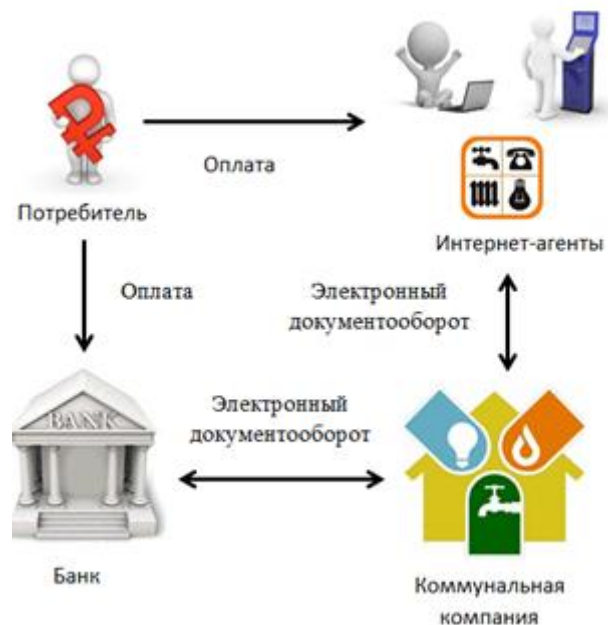 Оплата
Потребитель
Интернет-агенты
Оплата
Электронный
документооборот
Электронный
документооборот
BANK
Банк
Коммунальная
компания